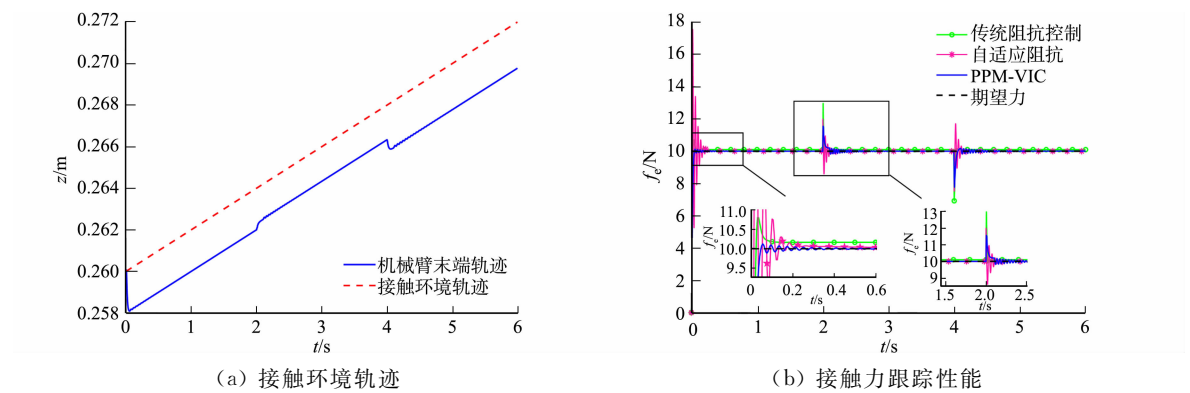 0.272
0.270
0.268
0.266
0.264
0.262
0.260
0.258
z/m
0 1 2 3 4 5 6
t/s
机械臂末端轨迹
接触环境轨迹
(a) 接触环境轨迹
18
16
14
12
10
8
6
4
2
0
fe/N
0 1 2 3 4 5 6
t/s
传统阻抗控制
自适应阻抗
PPM-VIC
期望力
11.0
10.5
10.0
9.5
fe/N
0 0.2 0.4 0.6
t/s
13
12
11
10
9
fe/N
1.5 2.0 2.5
t/s
(b) 接触力跟踪性能